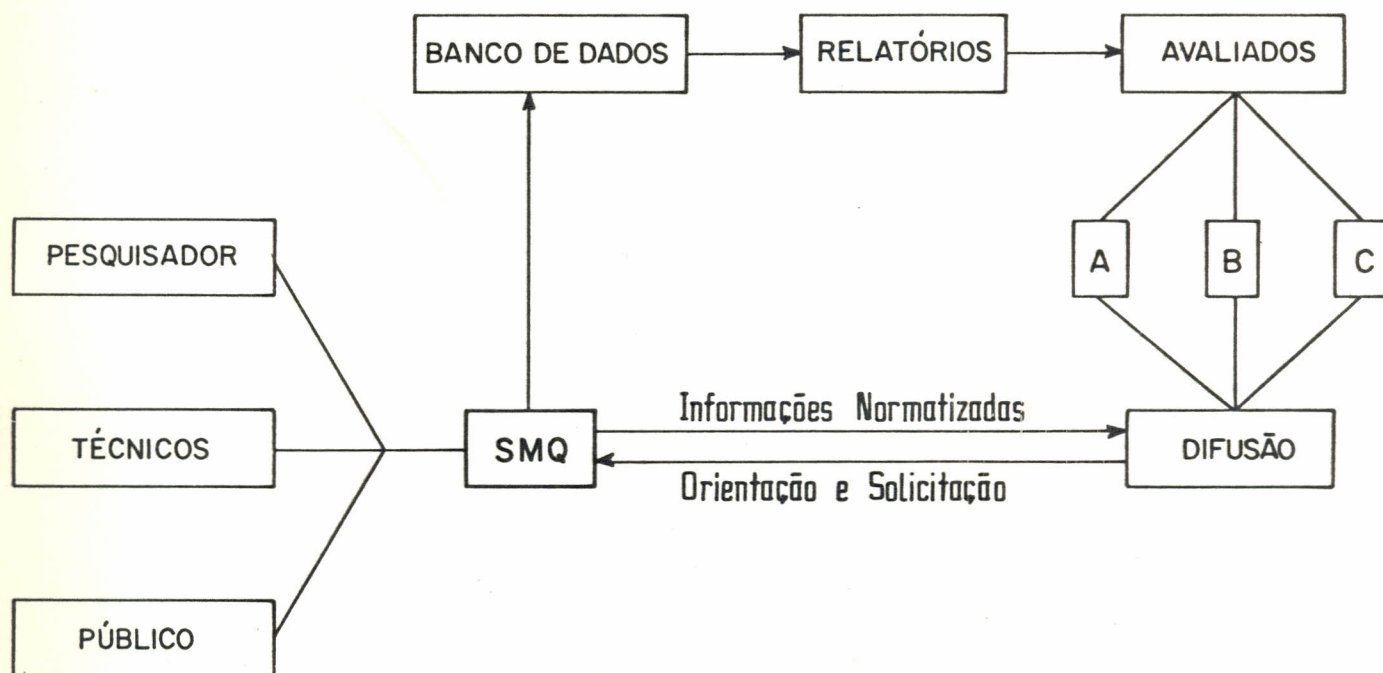 BANCO DE DADOS
RELATÓRIOS
AVALIADOS
PESQUISADOR
A
B
C
TÉCNICOS
SMQ
Informações Normatizadas
Orientação e Solicitação
DIFUSÃO
PÚBLICO